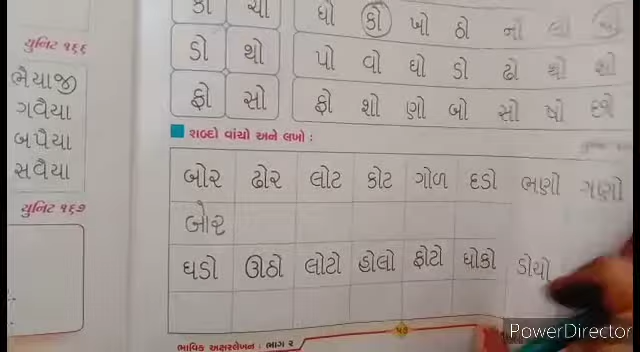 યુનિટ ૧૬૬
ભૈયાજી
ગવૈયા
બપૈયા
સવૈયા
યુનિટ ૧૬૭
ડો થો
ફો સો
ઘો કો ખો ઠો નો લો
પો વો ઘો ડો ઢો થો શો
ફો શો ણો બો સો ષો છો
શબ્દો વાંચો અને લખો :
બોર ઢોર લોટ કોટ ગોળ દડો ભણો ગણો
બોર
ઘડો ઊઠો લોટો હોલો ફોટો ધોકો ડોયો
ભાવિક અક્ષરલેખન : ભાગ ૨
PowerDirector